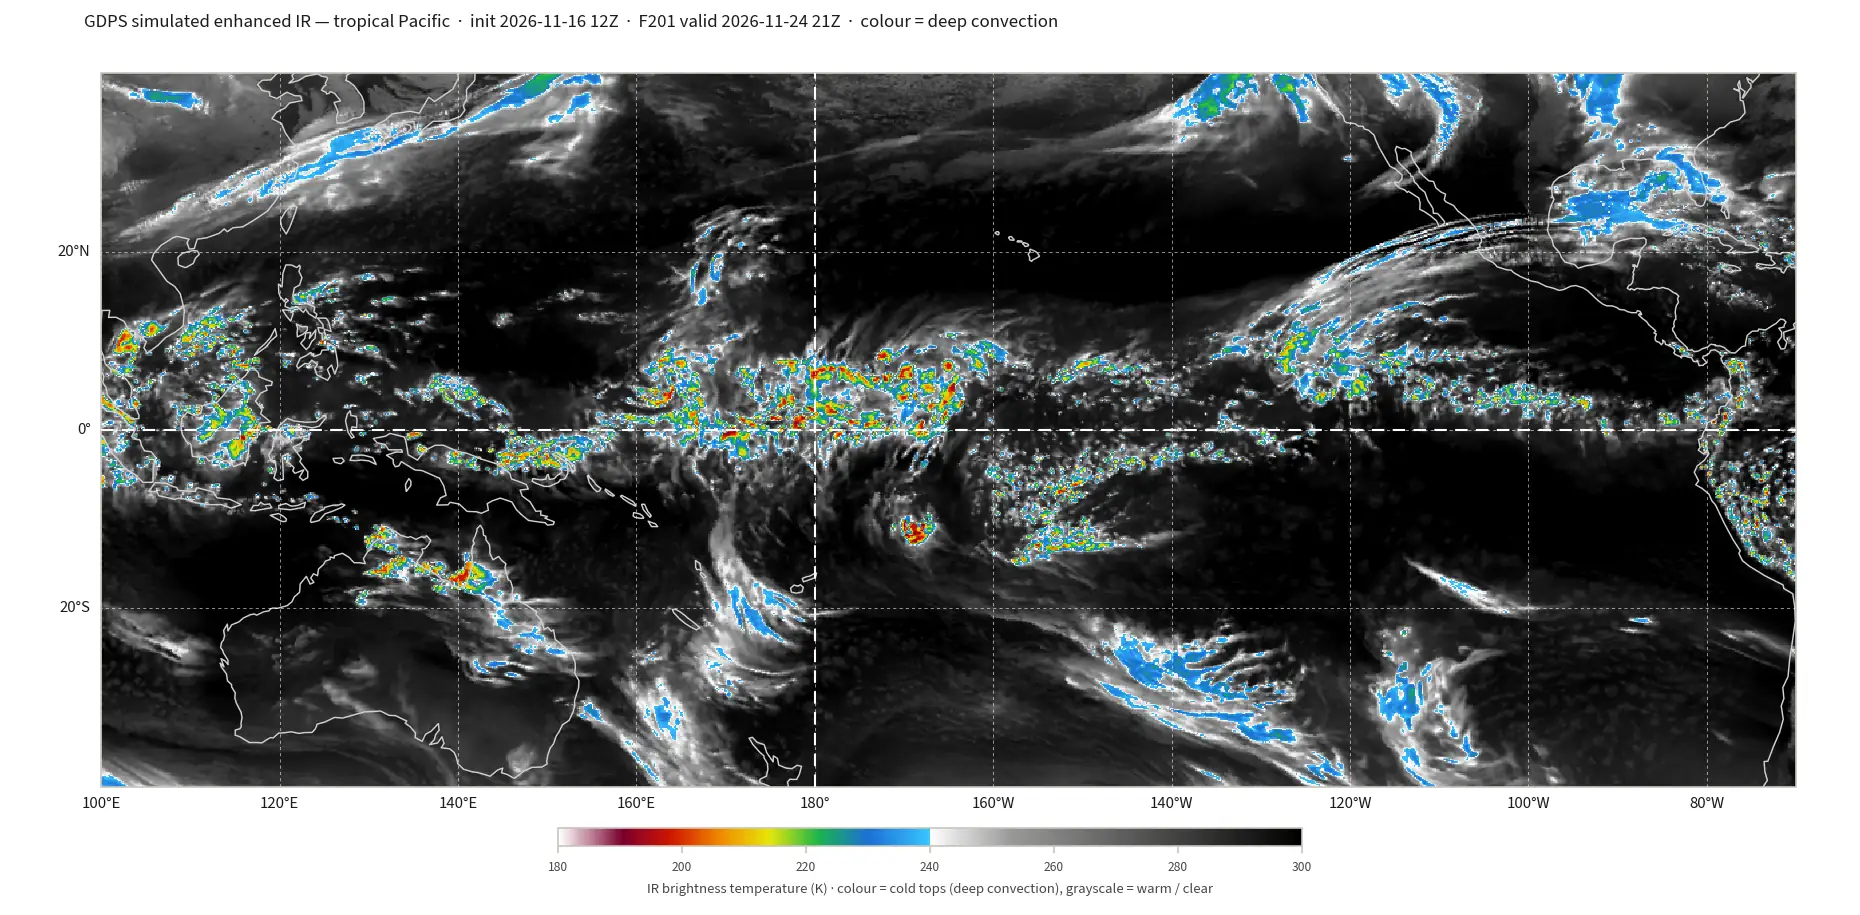 GDPS simulated enhanced IR — tropical Pacific · init 2026-11-16 12Z · F201 valid 2026-11-24 21Z · colour = deep convection
20°N
0°
20°S
100°E 120°E 140°E 160°E 180° 160°W 140°W 120°W 100°W 80°W
180 200 220 240 260 280 300
IR brightness temperature (K) · colour = cold tops (deep convection), grayscale = warm / clear